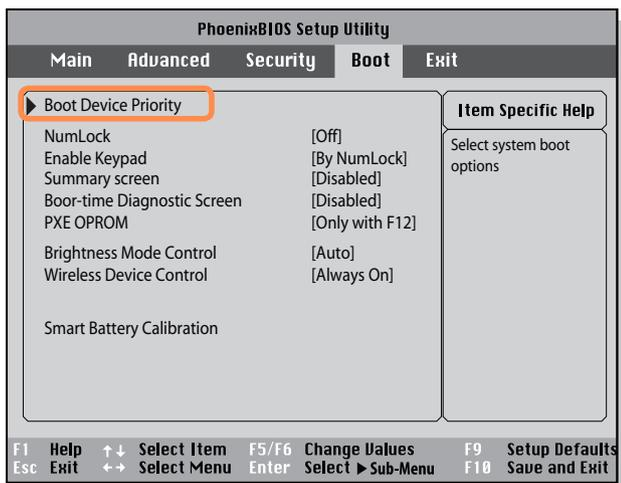 PhoenixBIOS Setup Utility
Main Advanced Security Boot Exit
▶ Boot Device Priority
NumLock [Off]
Enable Keypad [By NumLock]
Summary screen [Disabled]
Boor-time Diagnostic Screen [Disabled]
PXE OPROM [Only with F12]
Brightness Mode Control [Auto]
Wireless Device Control [Always On]
Smart Battery Calibration
Item Specific Help
Select system boot
options
F1 Help ↑↓ Select Item F5/F6 Change Values F9 Setup Defaults
Esc Exit ←→ Select Menu Enter Select ▶ Sub-Menu F10 Save and Exit